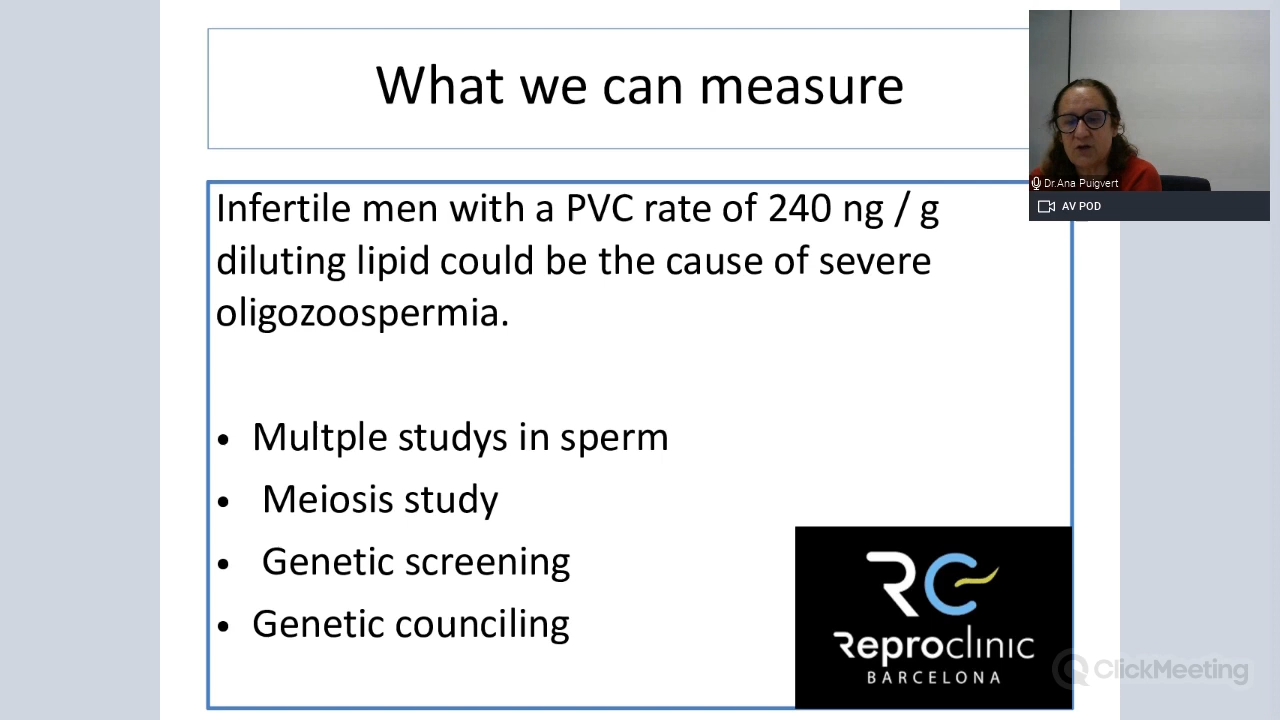 What we can measure
Infertile men with a PVC rate of 240 ng / g
diluting lipid could be the cause of severe
oligozoospermia.
• Multple studys in sperm
• Meiosis study
• Genetic screening
• Genetic counciling
Dr.Ana Puigvert
AV POD
RC
Reproclinic
BARCELONA
ClickMeeting